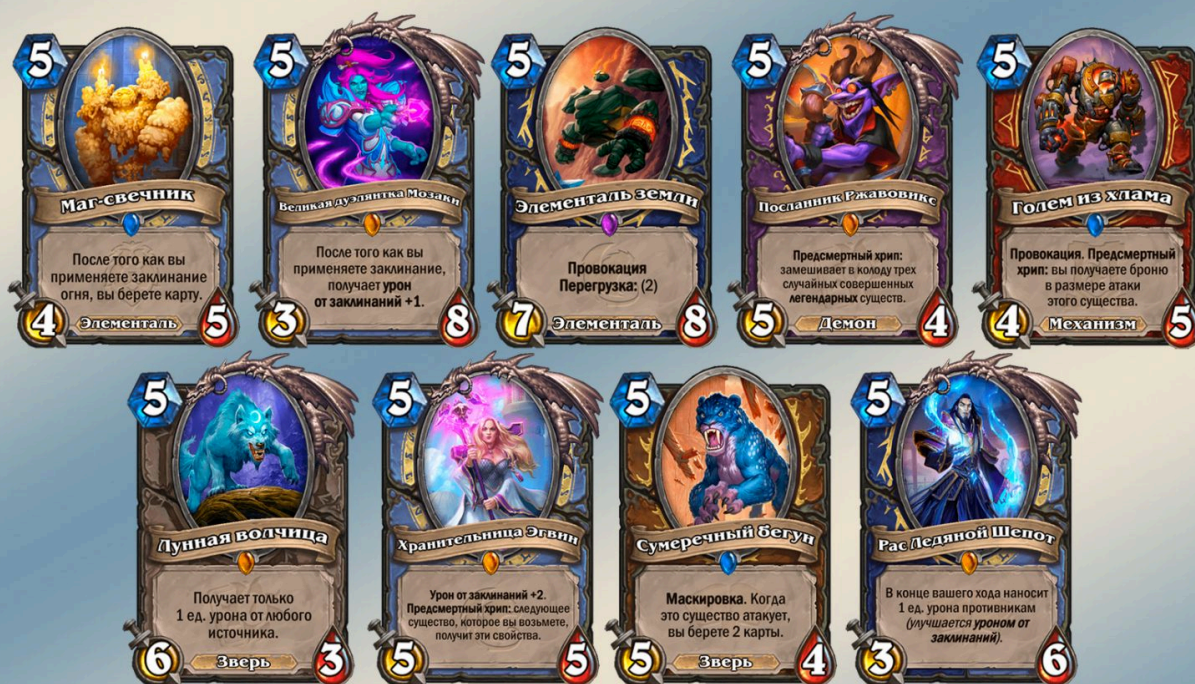 5
Маг-свечник
После того как вы
применяете заклинание
огня, вы берете карту.
4
Элементаль
5
5
Великая дуэлянтка Мозаки
После того как вы
применяете заклинание,
получает урон
от заклинаний +1.
3
8
5
Элементаль земли
Провокация
Перегрузка: (2)
7
Элементаль
8
5
Посланник Ржавовикс
Предсмертный хрип:
замешивает в колоду трех
случайных совершенных
легендарных существ.
5
Демон
4
5
Голем из хлама
Провокация. Предсмертный
хрип: вы получаете броню
в размере атаки
этого существа.
4
Механизм
5
5
Лунная волчица
Получает только
1 ед. урона от любого
источника.
6
Зверь
3
5
Хранительница Эгвин
Урон от заклинаний +2.
Предсмертный хрип: следующее
существо, которое вы возьмете,
получит эти свойства.
5
5
5
Сумеречный бегун
Маскировка. Когда
это существо атакует,
вы берете 2 карты.
5
Зверь
4
5
Рас Ледяной Шепот
В конце вашего хода наносит
1 ед. урона противникам
(улучшается уроном от
заклинаний).
3
6